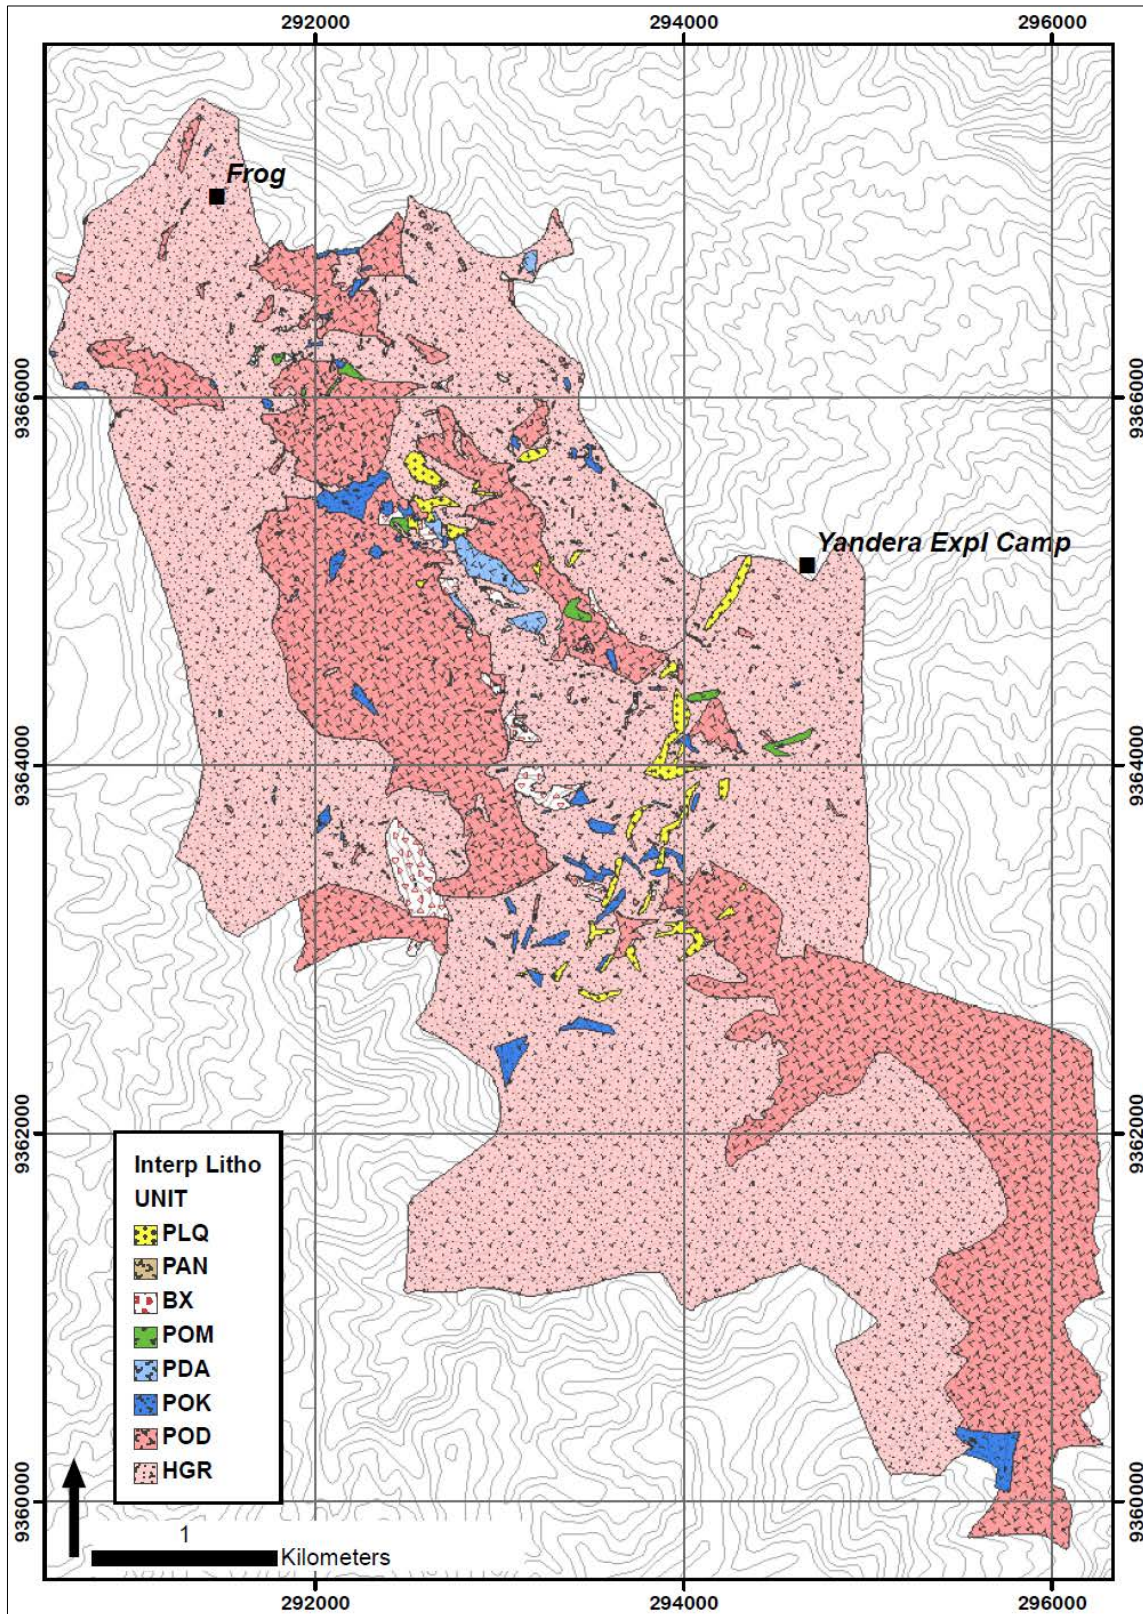 292000 294000 296000
Frog
9366000 9366000
Yandera Expl Camp
9364000 9364000
9362000 9362000
Interp Litho
UNIT
PLQ
PAN
BX
POM
PDA
POK
POD
HGR
9360000 9360000
1
Kilometers
292000 294000 296000